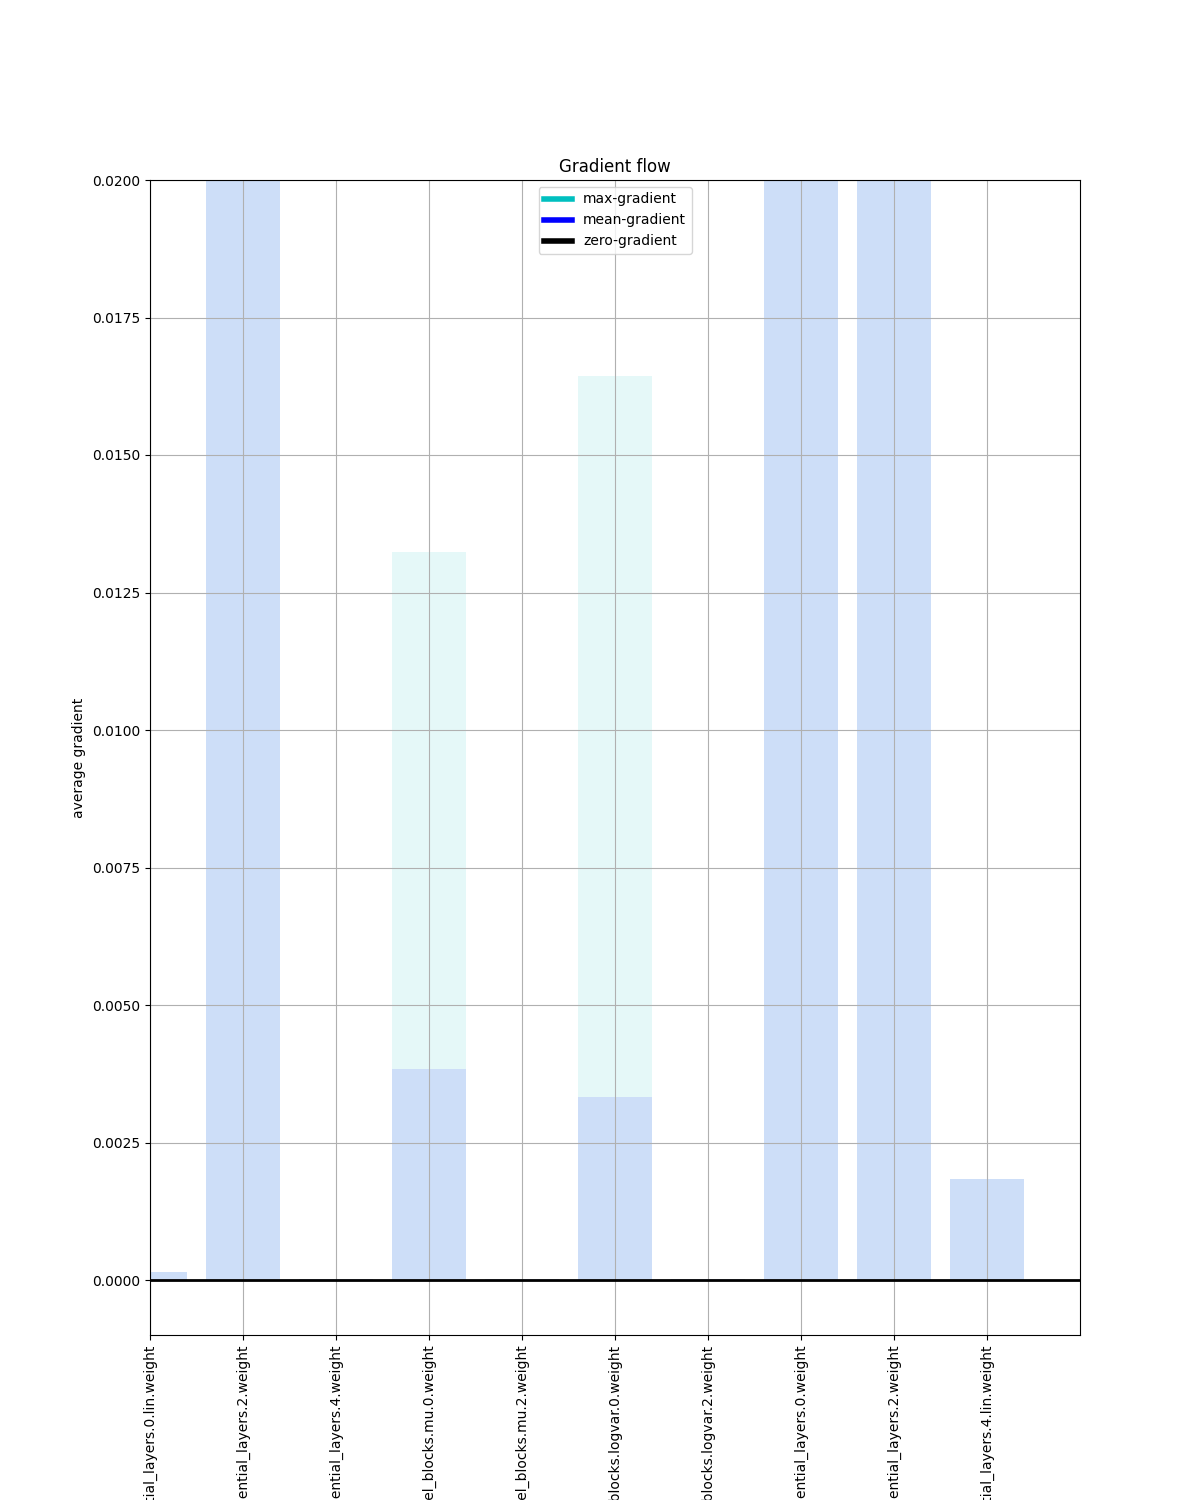 Gradient flow
max-gradient
mean-gradient
zero-gradient
0.0200
0.0175
0.0150
0.0125
0.0100
0.0075
0.0050
0.0025
0.0000
average gradient
tial_layers.0.lin.weight
ential_layers.2.weight
ential_layers.4.weight
el_blocks.mu.0.weight
el_blocks.mu.2.weight
blocks.logvar.0.weight
blocks.logvar.2.weight
ential_layers.0.weight
ential_layers.2.weight
tial_layers.4.lin.weight